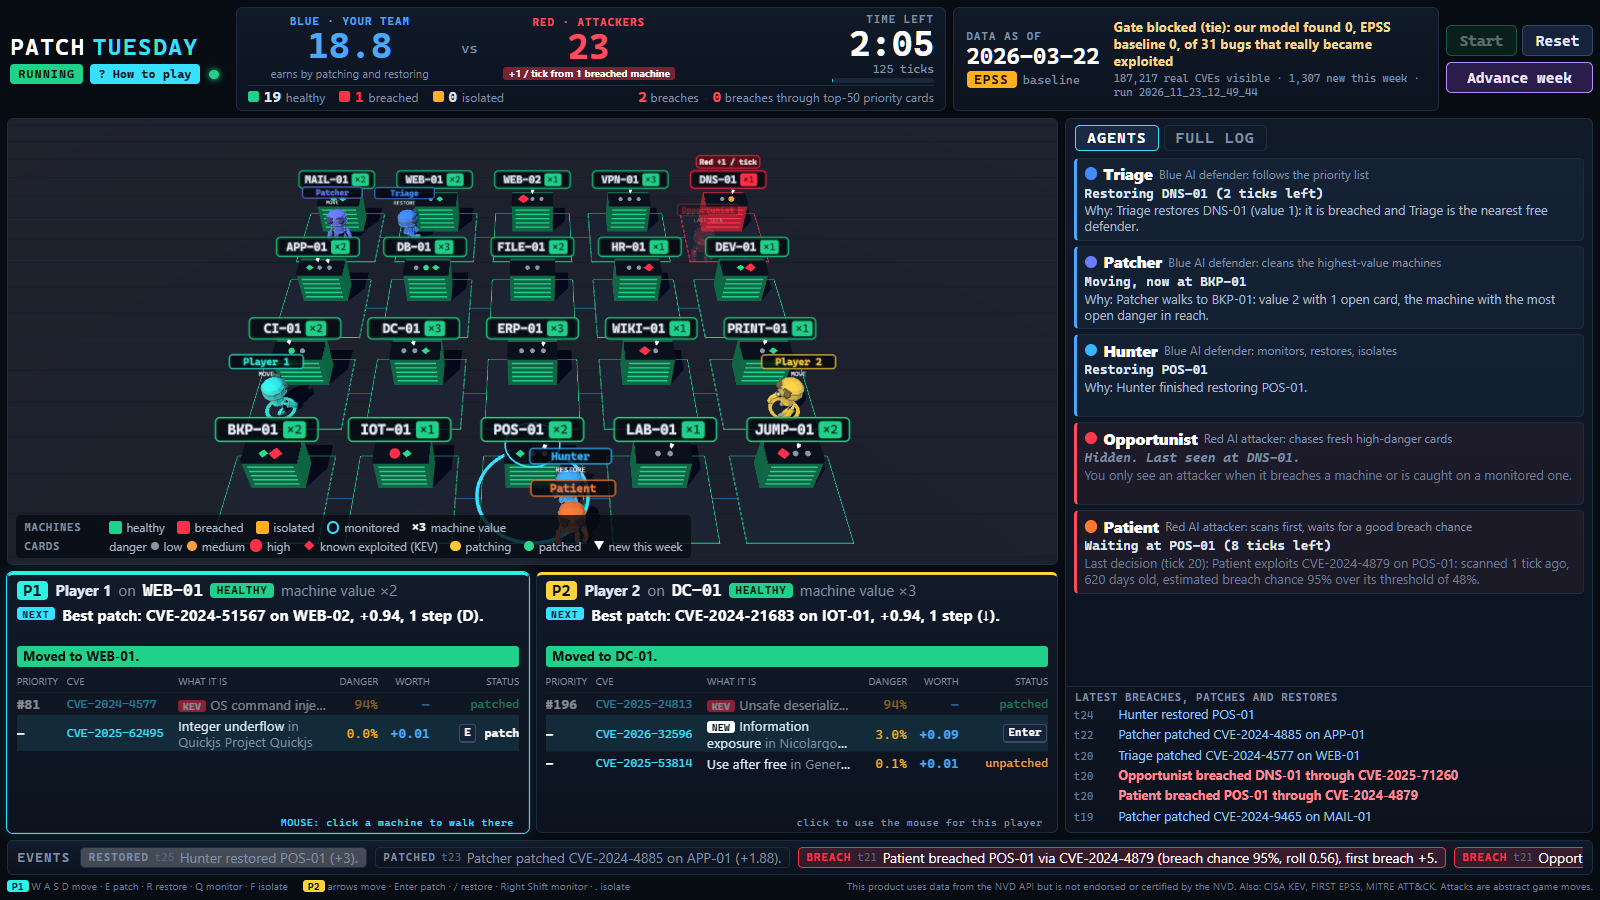 PATCH TUESDAY
RUNNING
? How to play
BLUE · YOUR TEAM
18.8
earns by patching and restoring
vs
RED · ATTACKERS
23
+1 / tick from 1 breached machine
TIME LEFT
2:05
125 ticks
19 healthy
1 breached
0 isolated
2 breaches
0 breaches through top-50 priority cards
DATA AS OF
2026-03-22
EPSS baseline
Gate blocked (tie): our model found 0, EPSS
baseline 0, of 31 bugs that really became
exploited
187,217 real CVEs visible · 1,307 new this week ·
run 2026_11_23_12_49_44
Start
Reset
Advance week
Red +1 / tick
MAIL-01 ×2
WEB-01 ×2
WEB-02 ×1
VPN-01 ×3
DNS-01 ×1
Patcher
MOVE
Triage
RESTORE
Opportunist
LAST SEEN
APP-01 ×2
DB-01 ×3
FILE-01 ×2
HR-01 ×1
DEV-01 ×1
CI-01 ×2
DC-01 ×3
ERP-01 ×3
WIKI-01 ×1
PRINT-01 ×1
Player 1
MOVE
Player 2
MOVE
BKP-01 ×2
IOT-01 ×1
POS-01 ×2
LAB-01 ×1
JUMP-01 ×2
Hunter
RESTORE
Patient
MACHINES healthy breached isolated monitored ×3 machine value
CARDS danger low medium high known exploited (KEV) patching patched new this week
AGENTS
FULL LOG
Triage Blue AI defender: follows the priority list
Restoring DNS-01 (2 ticks left)
Why: Triage restores DNS-01 (value 1): it is breached and Triage is the nearest free
defender.
Patcher Blue AI defender: cleans the highest-value machines
Moving, now at BKP-01
Why: Patcher walks to BKP-01: value 2 with 1 open card, the machine with the most
open danger in reach.
Hunter Blue AI defender: monitors, restores, isolates
Restoring POS-01
Why: Hunter finished restoring POS-01.
Opportunist Red AI attacker: chases fresh high-danger cards
Hidden. Last seen at DNS-01.
You only see an attacker when it breaches a machine or is caught on a monitored one.
Patient Red AI attacker: scans first, waits for a good breach chance
Waiting at POS-01 (8 ticks left)
Last decision (tick 20): Patient exploits CVE-2024-4879 on POS-01: scanned 1 tick ago,
620 days old, estimated breach chance 95% over its threshold of 48%.
LATEST BREACHES, PATCHES AND RESTORES
t24 Hunter restored POS-01
t22 Patcher patched CVE-2024-4885 on APP-01
t20 Triage patched CVE-2024-4577 on WEB-01
t20 Opportunist breached DNS-01 through CVE-2025-71260
t20 Patient breached POS-01 through CVE-2024-4879
t19 Patcher patched CVE-2024-9465 on MAIL-01
P1 Player 1 on WEB-01 HEALTHY machine value ×2
NEXT Best patch: CVE-2024-51567 on WEB-02, +0.94, 1 step (D).
Moved to WEB-01.
PRIORITY CVE WHAT IT IS DANGER WORTH STATUS
#81 CVE-2024-4577 KEV OS command inje... 94% – patched
– CVE-2025-62495 Integer underflow in 0.0% +0.01 E patch
Quickjs Project Quickjs
MOUSE: click a machine to walk there
P2 Player 2 on DC-01 HEALTHY machine value ×3
NEXT Best patch: CVE-2024-21683 on IOT-01, +0.94, 1 step (↓).
Moved to DC-01.
PRIORITY CVE WHAT IT IS DANGER WORTH STATUS
#196 CVE-2025-24813 KEV Unsafe deserializ... 94% – patched
– CVE-2026-32596 NEW Information 3.0% +0.09 Enter
exposure in Nicolargo...
– CVE-2025-53814 Use after free in Gener... 0.1% +0.01 unpatched
click to use the mouse for this player
EVENTS
RESTORED t25 Hunter restored POS-01 (+3).
PATCHED t23 Patcher patched CVE-2024-4885 on APP-01 (+1.88).
BREACH t21 Patient breached POS-01 via CVE-2024-4879 (breach chance 95%, roll 0.56), first breach +5.
BREACH t21 Opport
P1 W A S D move · E patch · R restore · Q monitor · F isolate
P2 arrows move · Enter patch · / restore · Right Shift monitor · . isolate
This product uses data from the NVD API but is not endorsed or certified by the NVD. Also: CISA KEV, FIRST EPSS, MITRE ATT&CK. Attacks are abstract game moves.